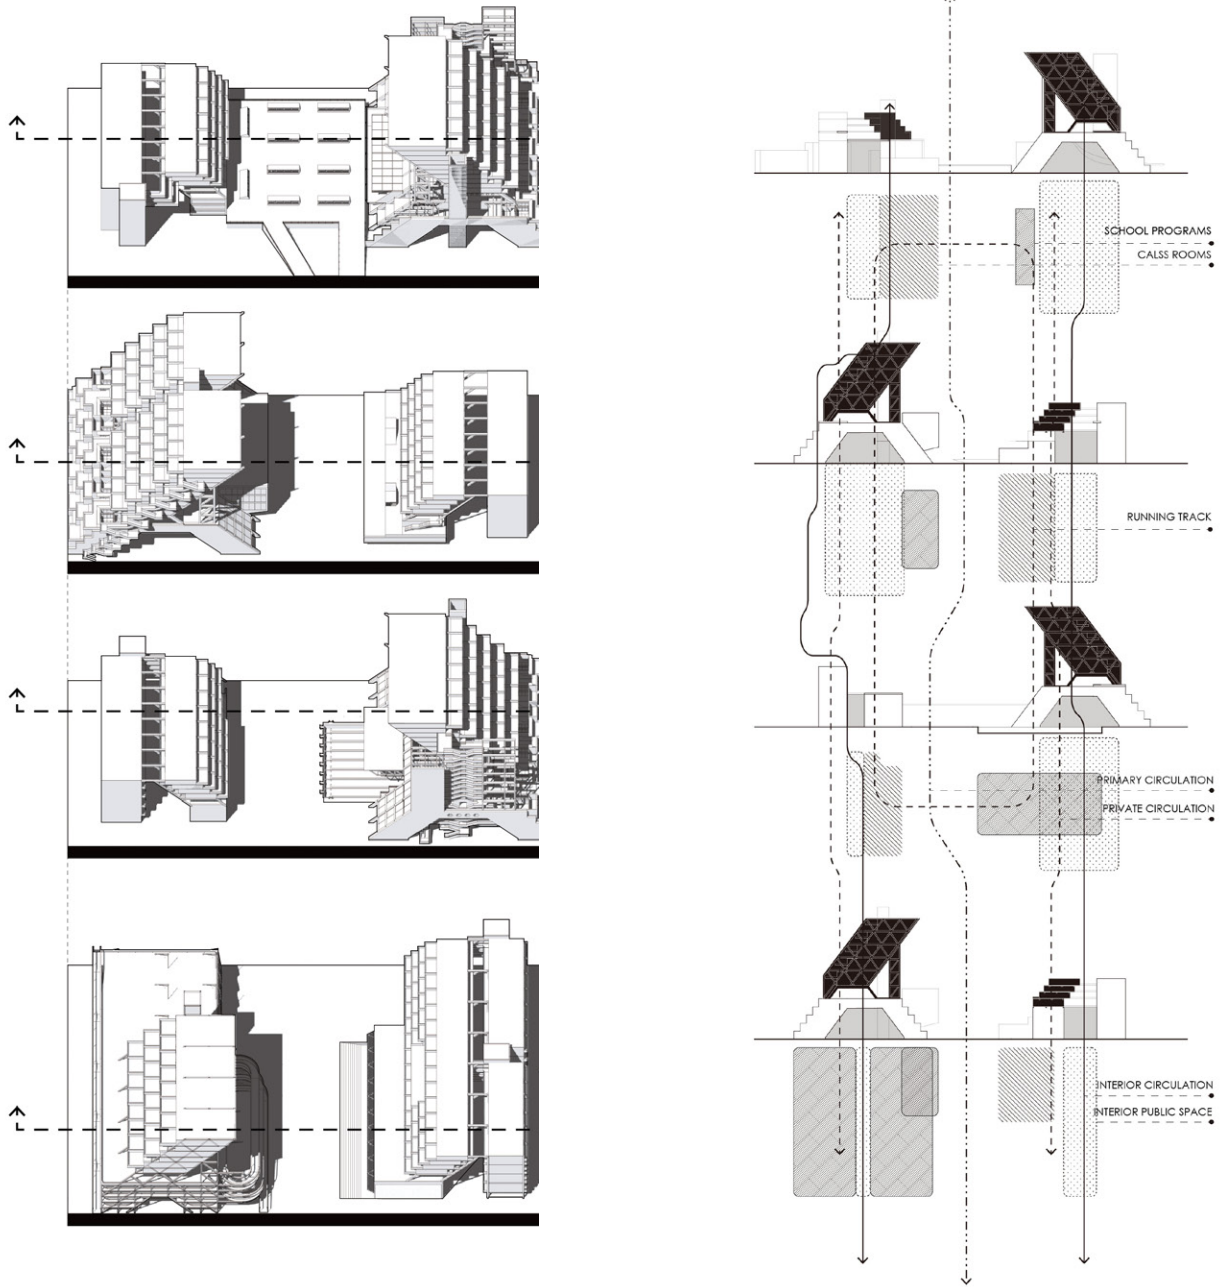 SCHOOL PROGRAMS
CALSS ROOMS
RUNNING TRACK
PRIMARY CIRCULATION
PRIVATE CIRCULATION
INTERIOR CIRCULATION
INTERIOR PUBLIC SPACE